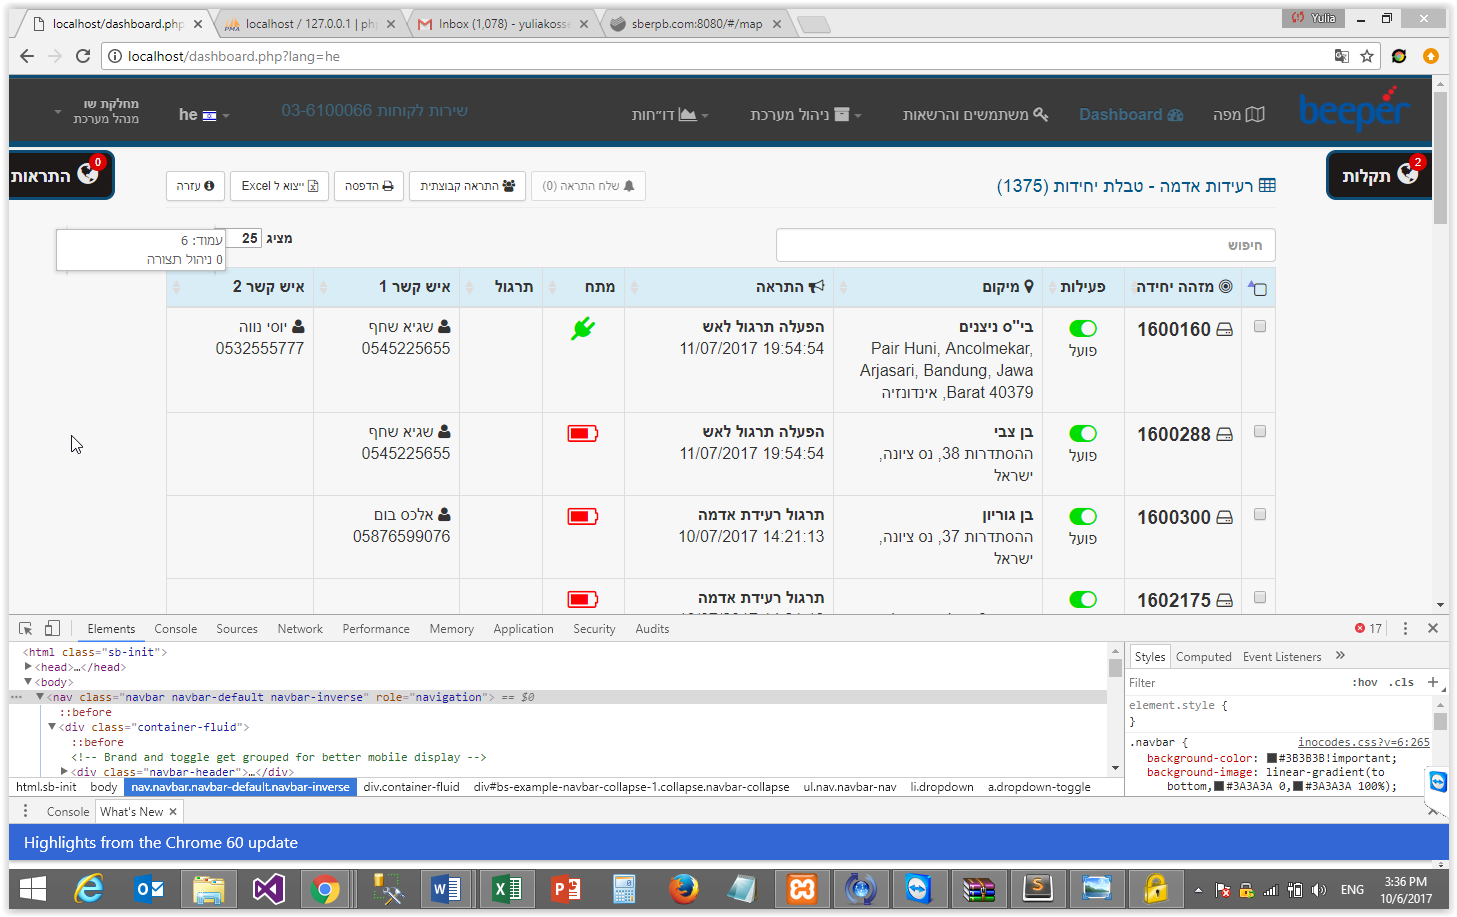 localhost/dashboard.php
localhost / 127.0.0.1 | ph
Inbox (1,078) - yuliakosse
sberpb.com:8080/#/map
Yulia
localhost/dashboard.php?lang=he
beeper
מפה
Dashboard
משתמשים והרשאות
ניהול מערכת
דו״חות
שירות לקוחות 03-6100066
he
מחלקת שו
מנהל מערכת
תקלות 2
התראות 0
רעידות אדמה - טבלת יחידות (1375)
שלח התראה (0)
התראה קבוצתית
הדפסה
ייצוא ל Excel
עזרה
חיפוש
מציג 25
עמוד: 6
0 ניהול תצורה
מזהה יחידה פעילות מיקום התראה מתח תרגול איש קשר 1 איש קשר 2
1600160 פועל
בי"ס ניצנים
Pair Huni, Ancolmekar,
Arjasari, Bandung, Jawa
Barat 40379, אינדונזיה
הפעלה תרגול לאש
11/07/2017 19:54:54
שגיא שחף
0545225655
יוסי נווה
0532555777
1600288 פועל
בן צבי
ההסתדרות 38, נס ציונה,
ישראל
הפעלה תרגול לאש
11/07/2017 19:54:54
שגיא שחף
0545225655
1600300 פועל
בן גוריון
ההסתדרות 37, נס ציונה,
ישראל
תרגול רעידת אדמה
10/07/2017 14:21:13
אלכס בום
05876599076
1602175
תרגול רעידת אדמה
Elements Console Sources Network Performance Memory Application Security Audits 17
<html class="sb-init">
<head>…</head>
<body>
<nav class="navbar navbar-default navbar-inverse" role="navigation"> == $0
::before
<div class="container-fluid">
::before
<!-- Brand and toggle get grouped for better mobile display -->
<div class="navbar-header">…</div>
Styles Computed Event Listeners »
Filter :hov .cls +
element.style {
}
.navbar { inocodes.css?v=6:265
background-color: #3B3B3B!important;
background-image: linear-gradient(to
bottom, #3A3A3A 0, #3A3A3A 100%);
html.sb-init body nav.navbar.navbar-default.navbar-inverse div.container-fluid div#bs-example-navbar-collapse-1.collapse.navbar-collapse ul.nav.navbar-nav li.dropdown a.dropdown-toggle
Console What's New
Highlights from the Chrome 60 update
ENG
3:36 PM
10/6/2017